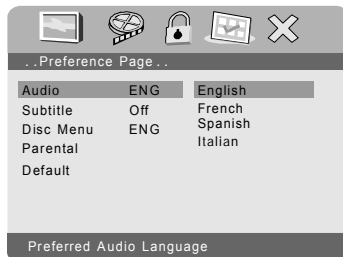 ..Preference Page..
Audio ENG English
Subtitle Off French
Disc Menu ENG Spanish
Parental Italian
Default
Preferred Audio Language